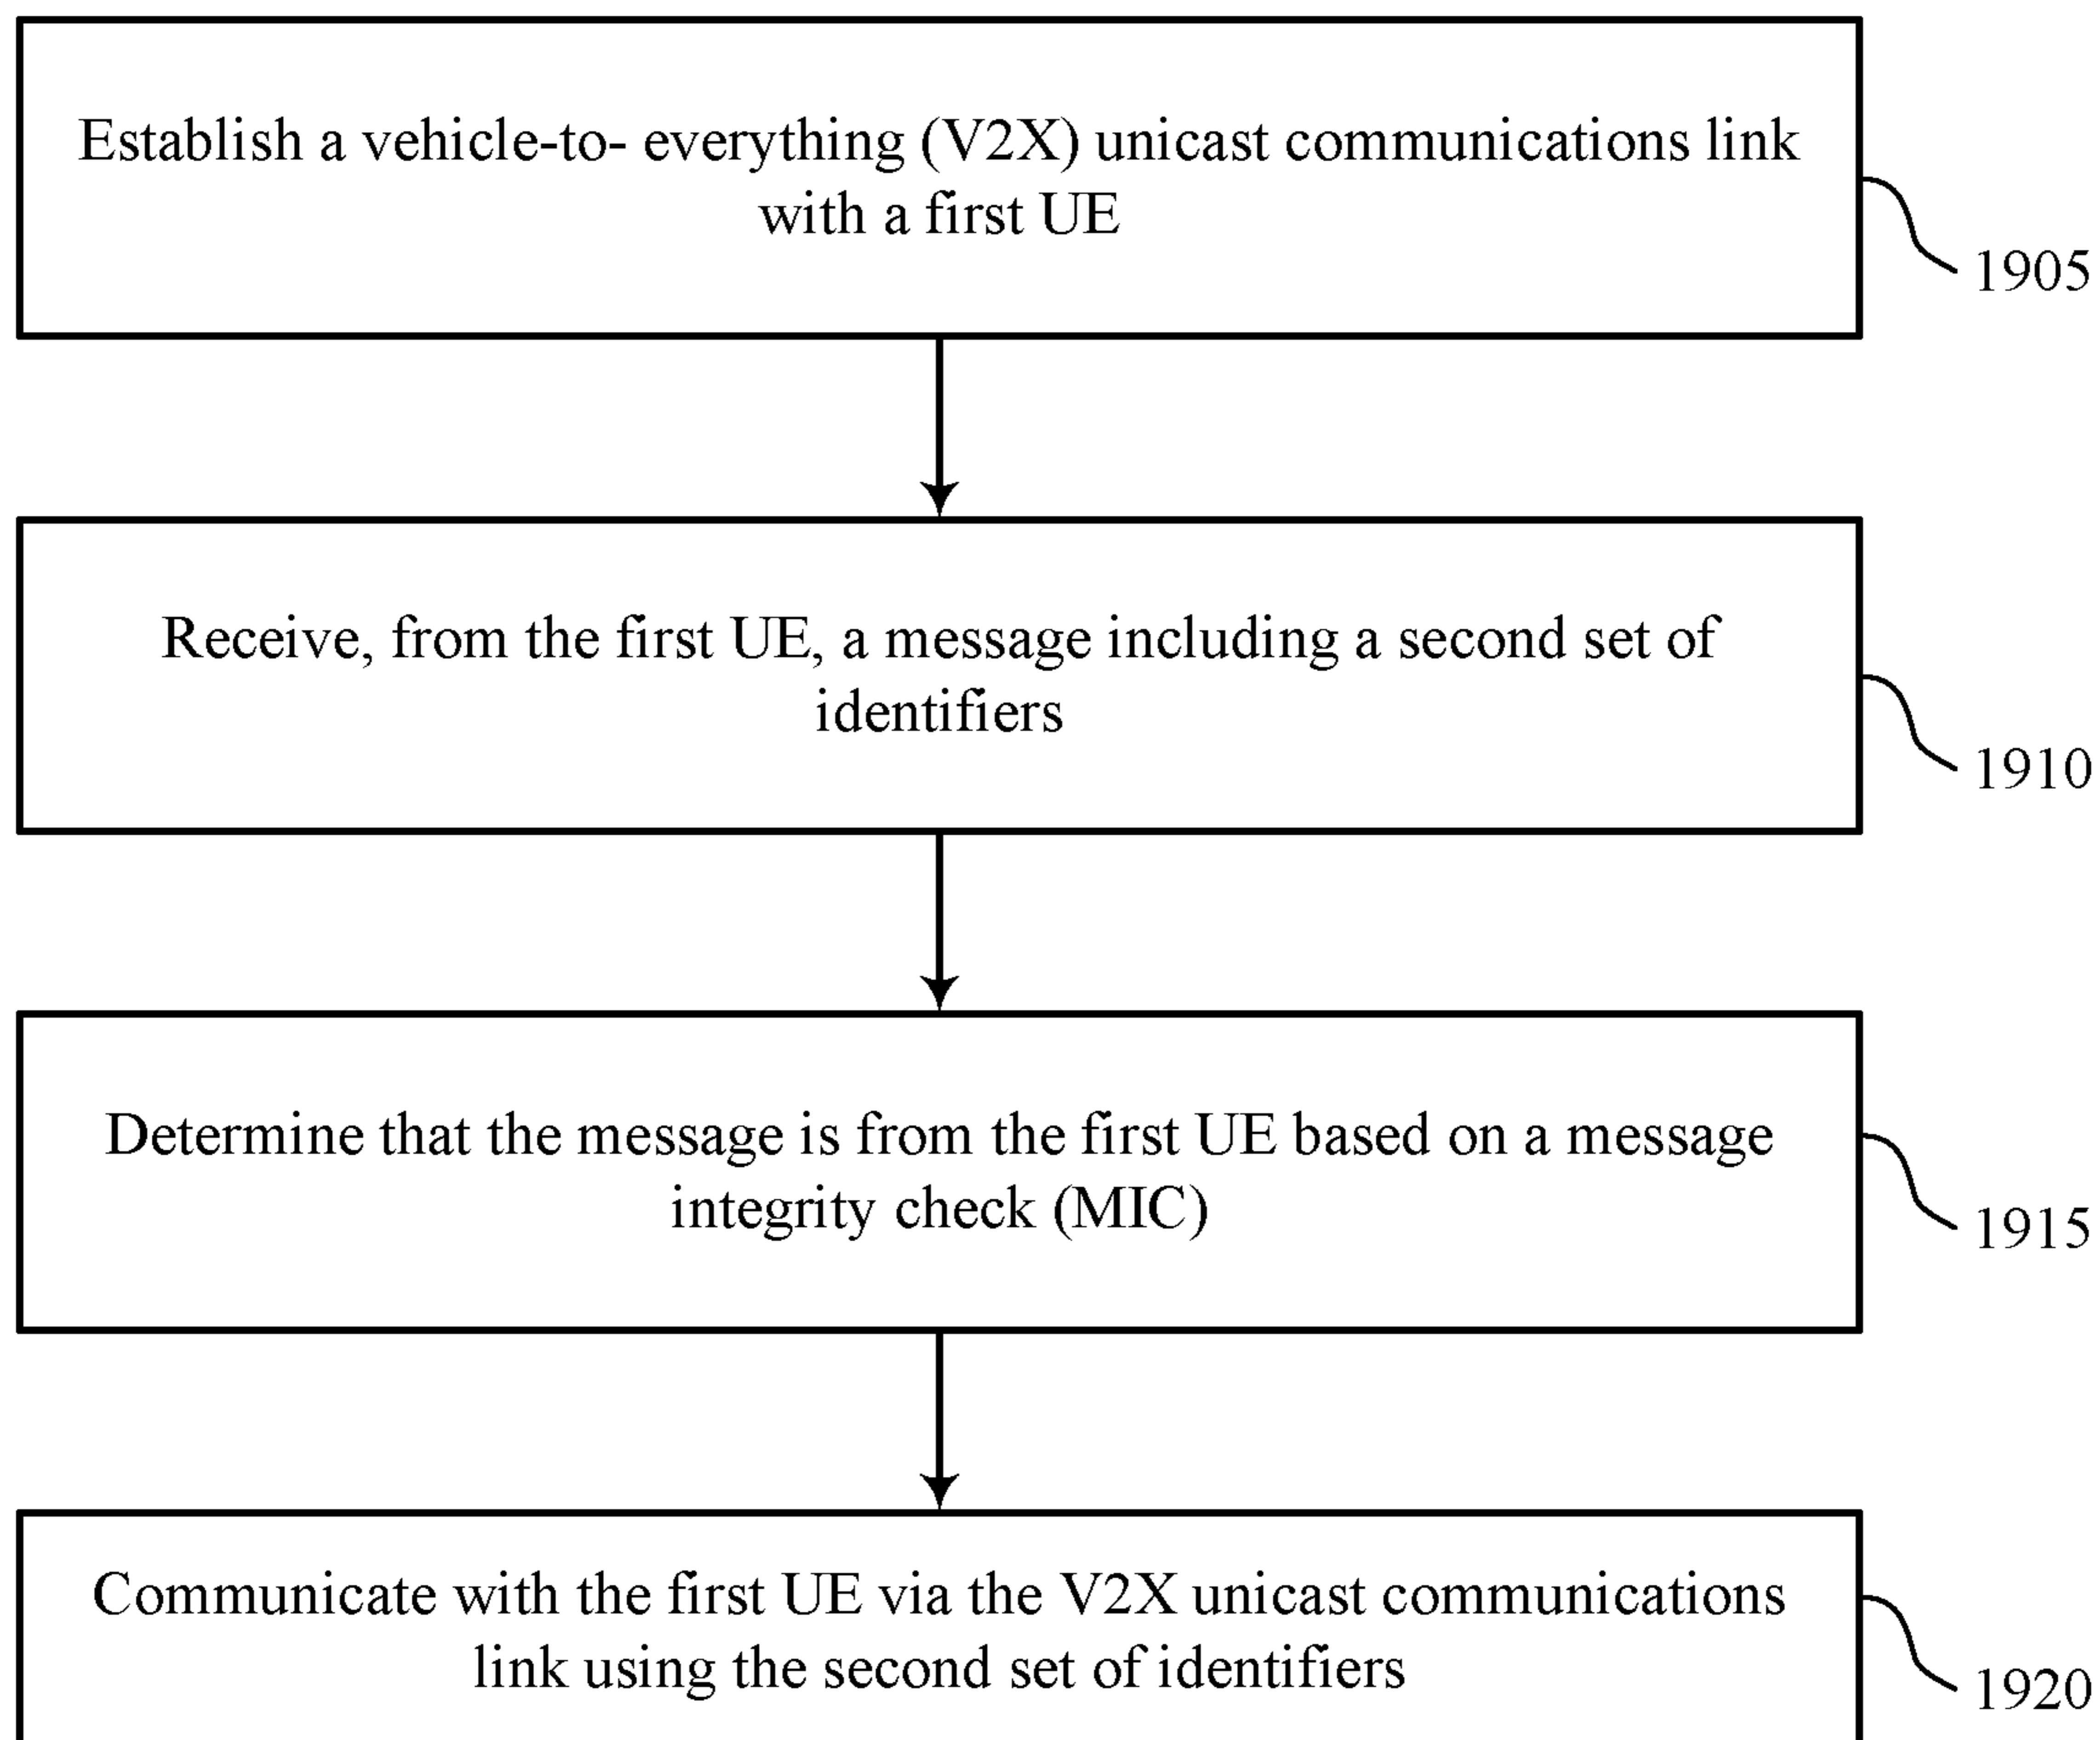 Establish a vehicle-to- everything (V2X) unicast communications link
with a first UE
1905
Receive, from the first UE, a message including a second set of
identifiers
1910
Determine that the message is from the first UE based on a message
integrity check (MIC)
1915
Communicate with the first UE via the V2X unicast communications
link using the second set of identifiers
1920